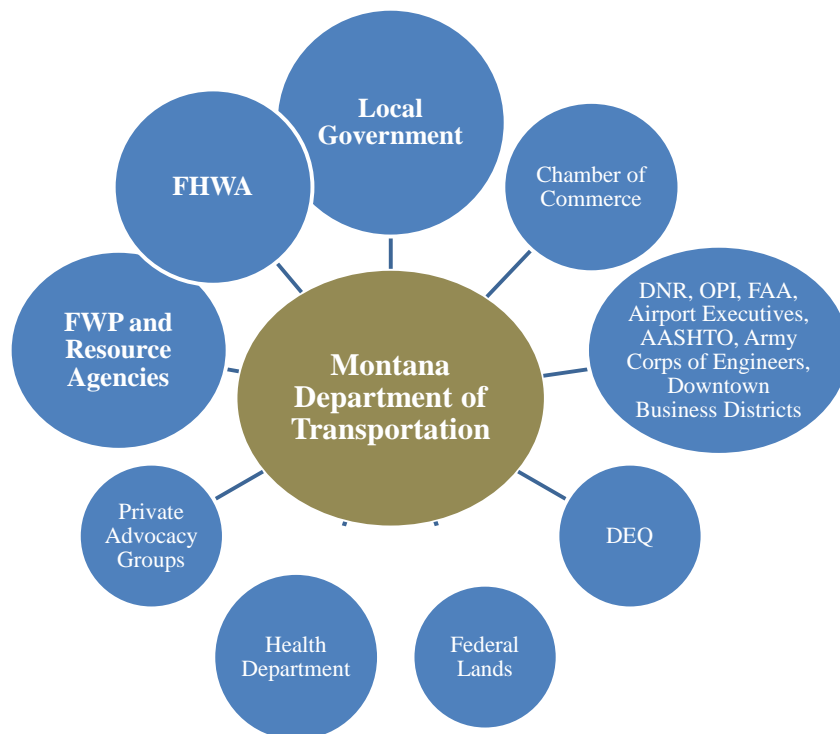 Local
Government
FHWA
Chamber of
Commerce
FWP and
Resource
Agencies
DNR, OPI, FAA,
Airport Executives,
AASHTO, Army
Corps of Engineers,
Downtown
Business Districts
Montana
Department of
Transportation
Private
Advocacy
Groups
DEQ
Health
Department
Federal
Lands